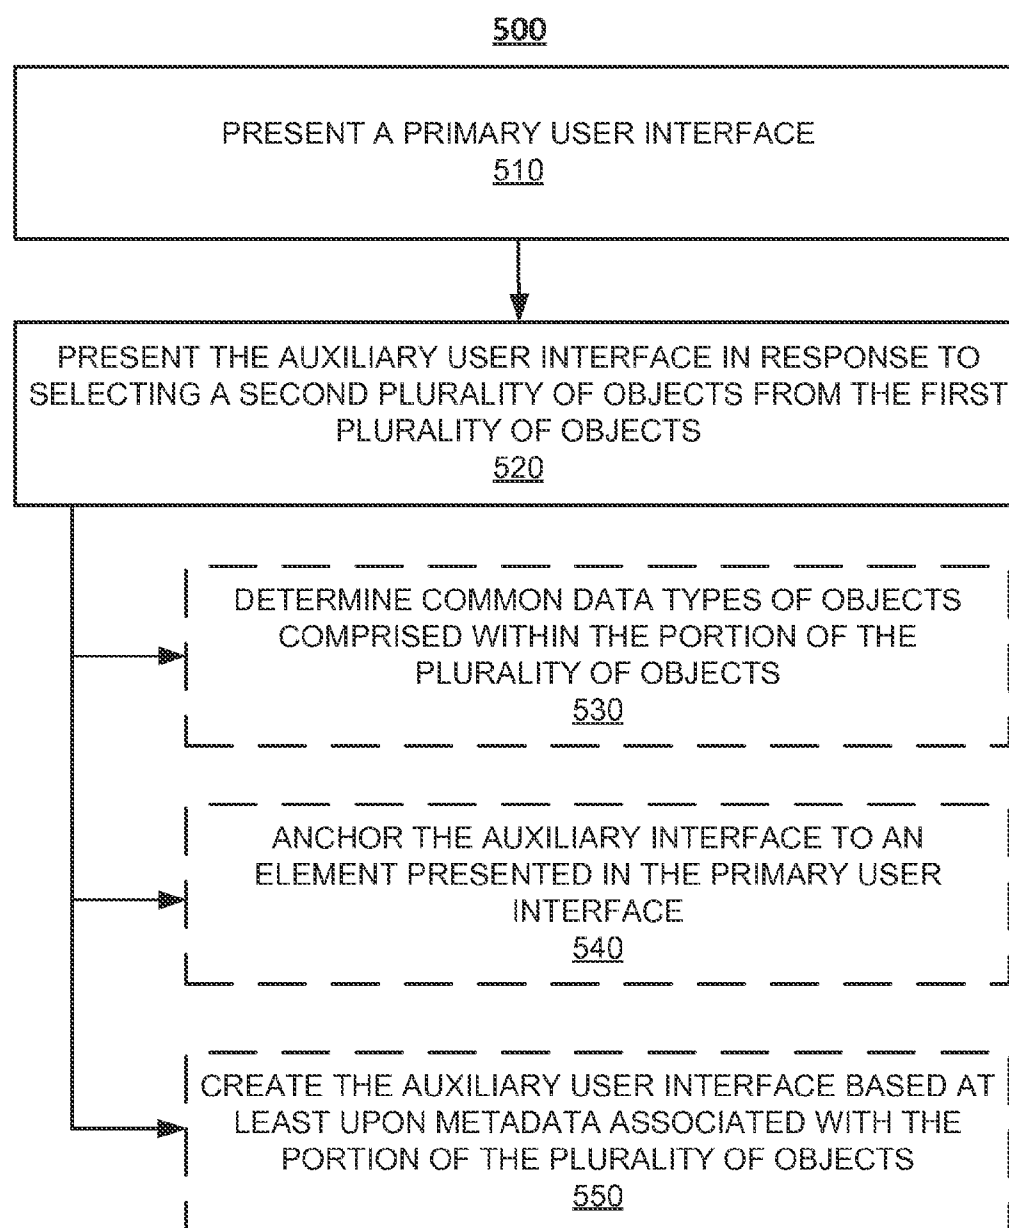 500
PRESENT A PRIMARY USER INTERFACE
510
PRESENT THE AUXILIARY USER INTERFACE IN RESPONSE TO
SELECTING A SECOND PLURALITY OF OBJECTS FROM THE FIRST
PLURALITY OF OBJECTS
520
DETERMINE COMMON DATA TYPES OF OBJECTS
COMPRISED WITHIN THE PORTION OF THE
PLURALITY OF OBJECTS
530
ANCHOR THE AUXILIARY INTERFACE TO AN
ELEMENT PRESENTED IN THE PRIMARY USER
INTERFACE
540
CREATE THE AUXILIARY USER INTERFACE BASED AT
LEAST UPON METADATA ASSOCIATED WITH THE
PORTION OF THE PLURALITY OF OBJECTS
550